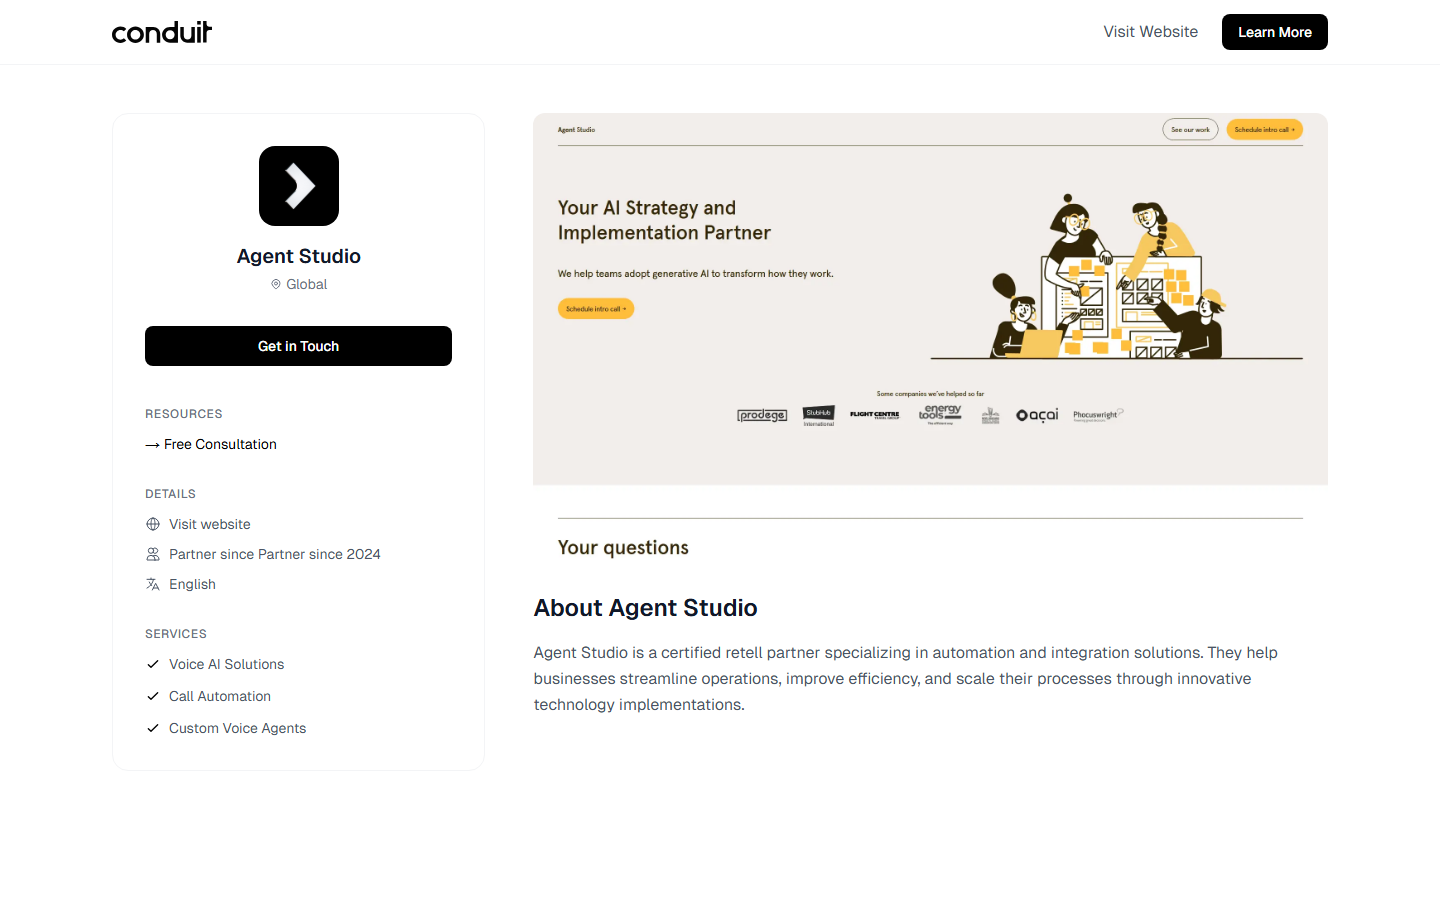 conduit
Visit Website
Learn More
Agent Studio
Global
Get in Touch
RESOURCES
→ Free Consultation
DETAILS
Visit website
Partner since Partner since 2024
English
SERVICES
Voice AI Solutions
Call Automation
Custom Voice Agents
Agent Studio
See our work
Schedule intro call →
Your AI Strategy and
Implementation Partner
We help teams adopt generative AI to transform how they work.
Schedule intro call →
Some companies we've helped so far
prodege
StubHub
International
FLIGHT CENTRE
energy
tools
açaí
Phocuswright
Your questions
About Agent Studio
Agent Studio is a certified retell partner specializing in automation and integration solutions. They help
businesses streamline operations, improve efficiency, and scale their processes through innovative
technology implementations.